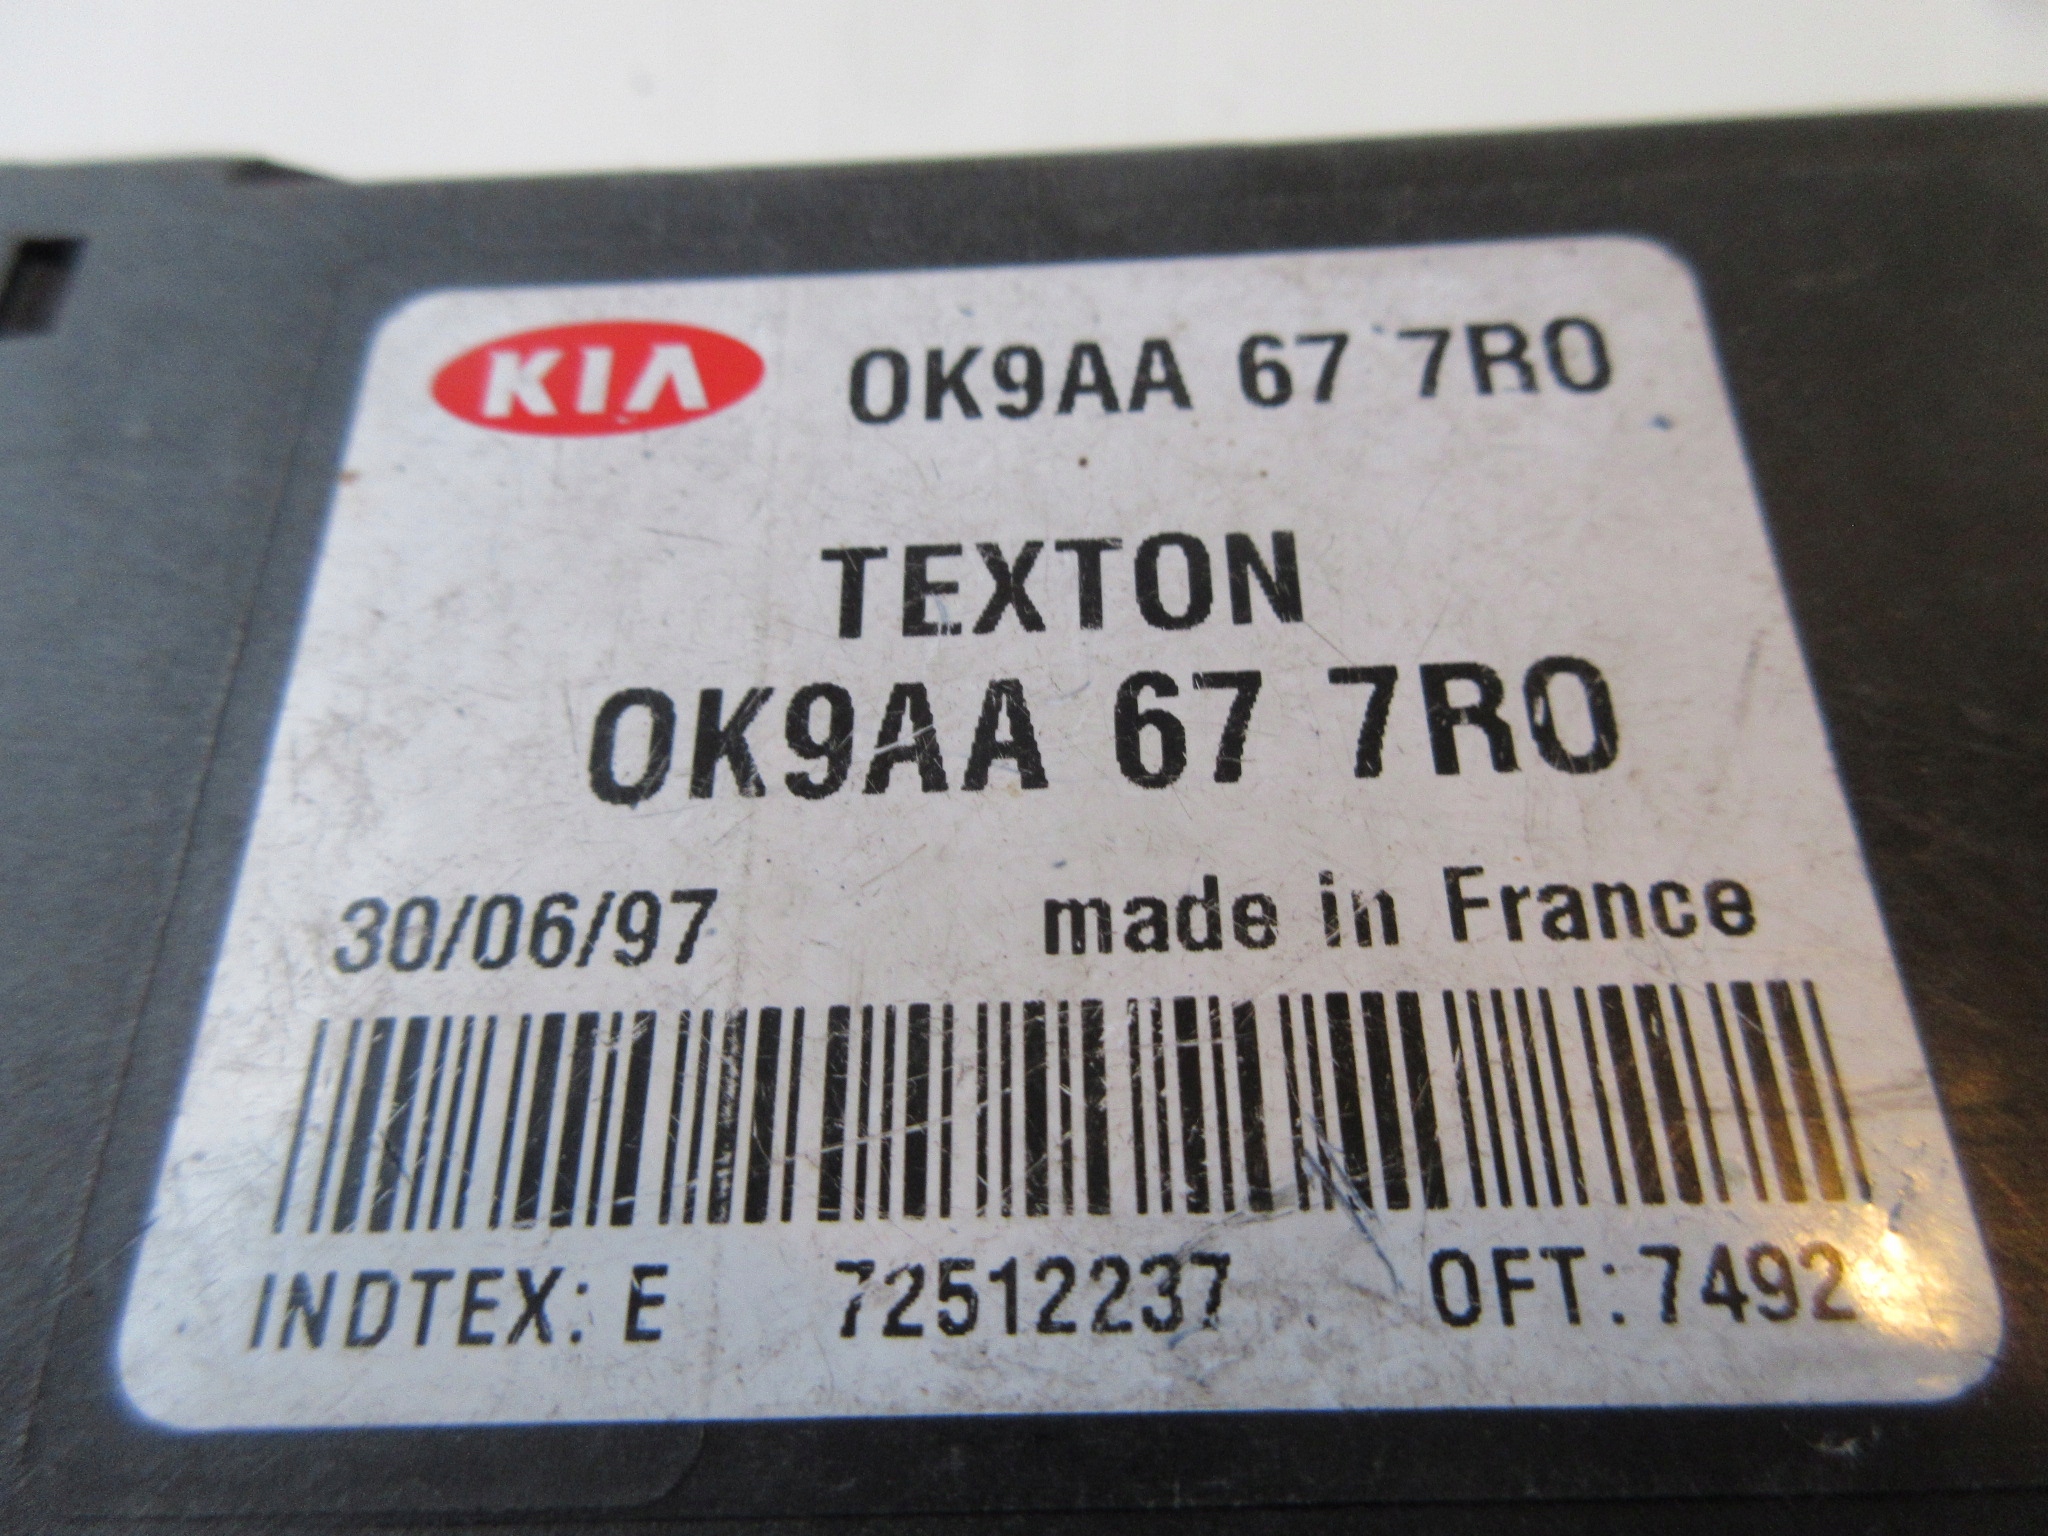 KIA 0K9AA 67 7R0
TEXTON
0K9AA 67 7R0
30/06/97 made in France
INDTEX: E 72512237 OFT:7492